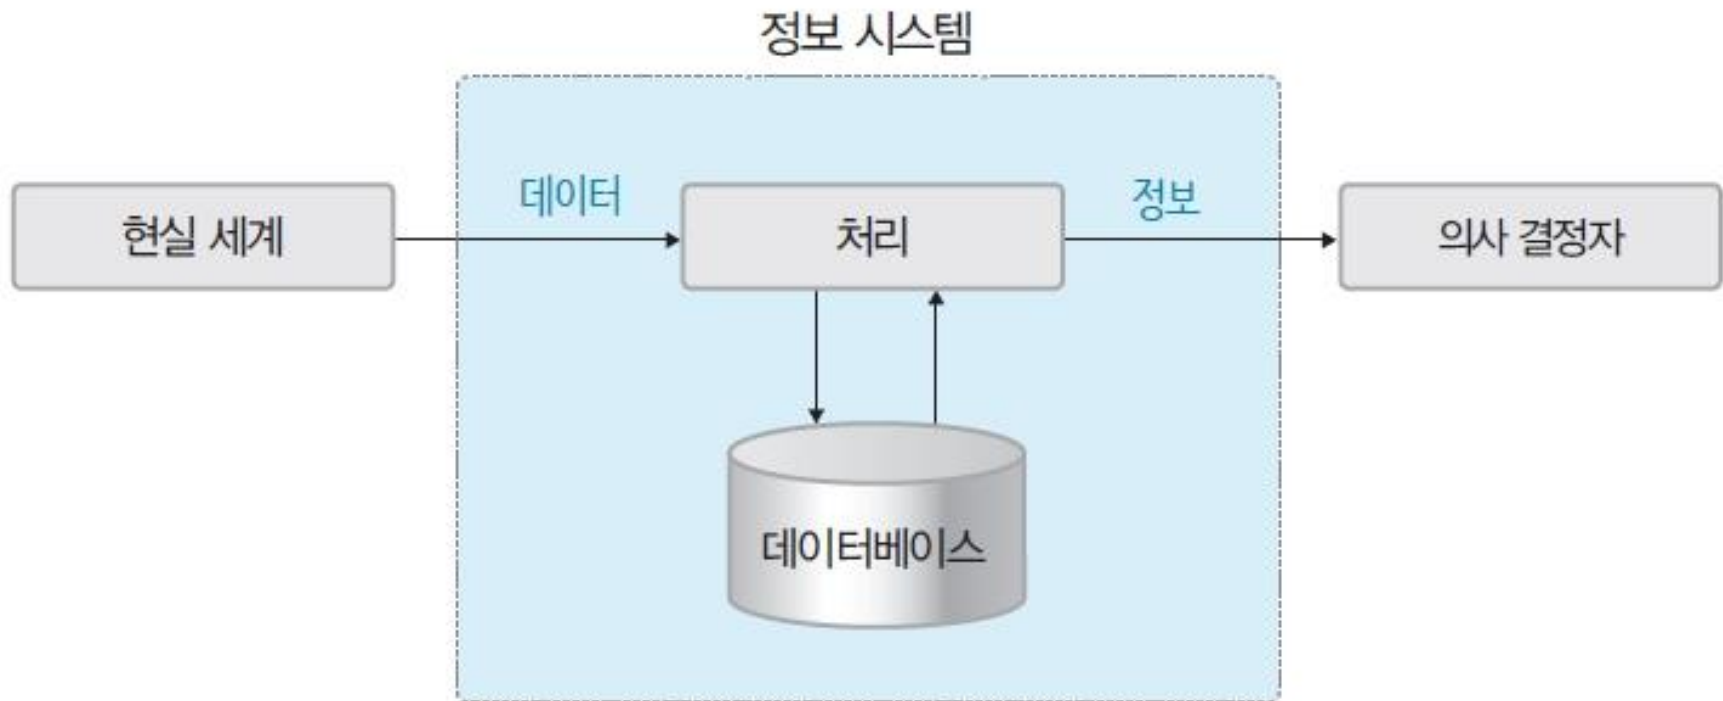 정보 시스템
현실 세계
데이터
처리
정보
의사 결정자
데이터베이스